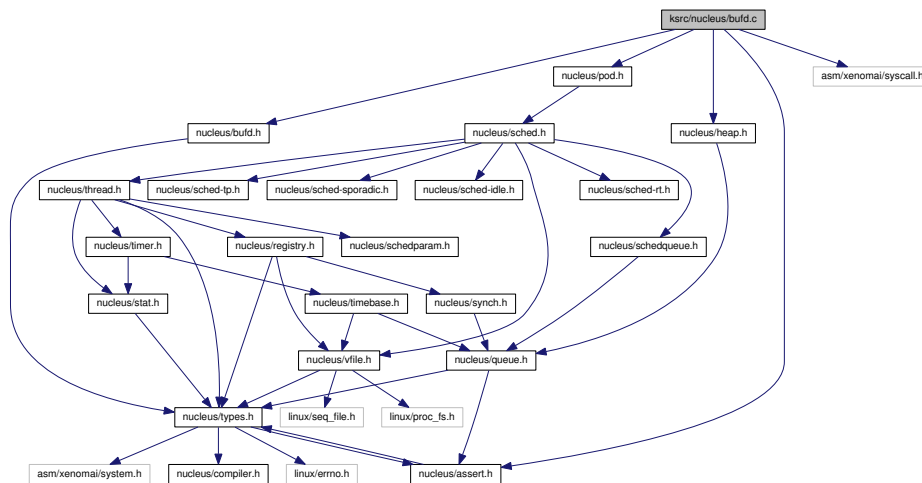 ksrc/nucleus/bufd.c
nucleus/pod.h
asm/xenomai/syscall.h
nucleus/bufd.h
nucleus/sched.h
nucleus/heap.h
nucleus/thread.h
nucleus/sched-tp.h
nucleus/sched-sporadic.h
nucleus/sched-idle.h
nucleus/sched-rt.h
nucleus/timer.h
nucleus/registry.h
nucleus/schedparam.h
nucleus/schedqueue.h
nucleus/stat.h
nucleus/timebase.h
nucleus/synch.h
nucleus/vfile.h
nucleus/queue.h
nucleus/types.h
linux/seq_file.h
linux/proc_fs.h
asm/xenomai/system.h
nucleus/compiler.h
linux/errno.h
nucleus/assert.h